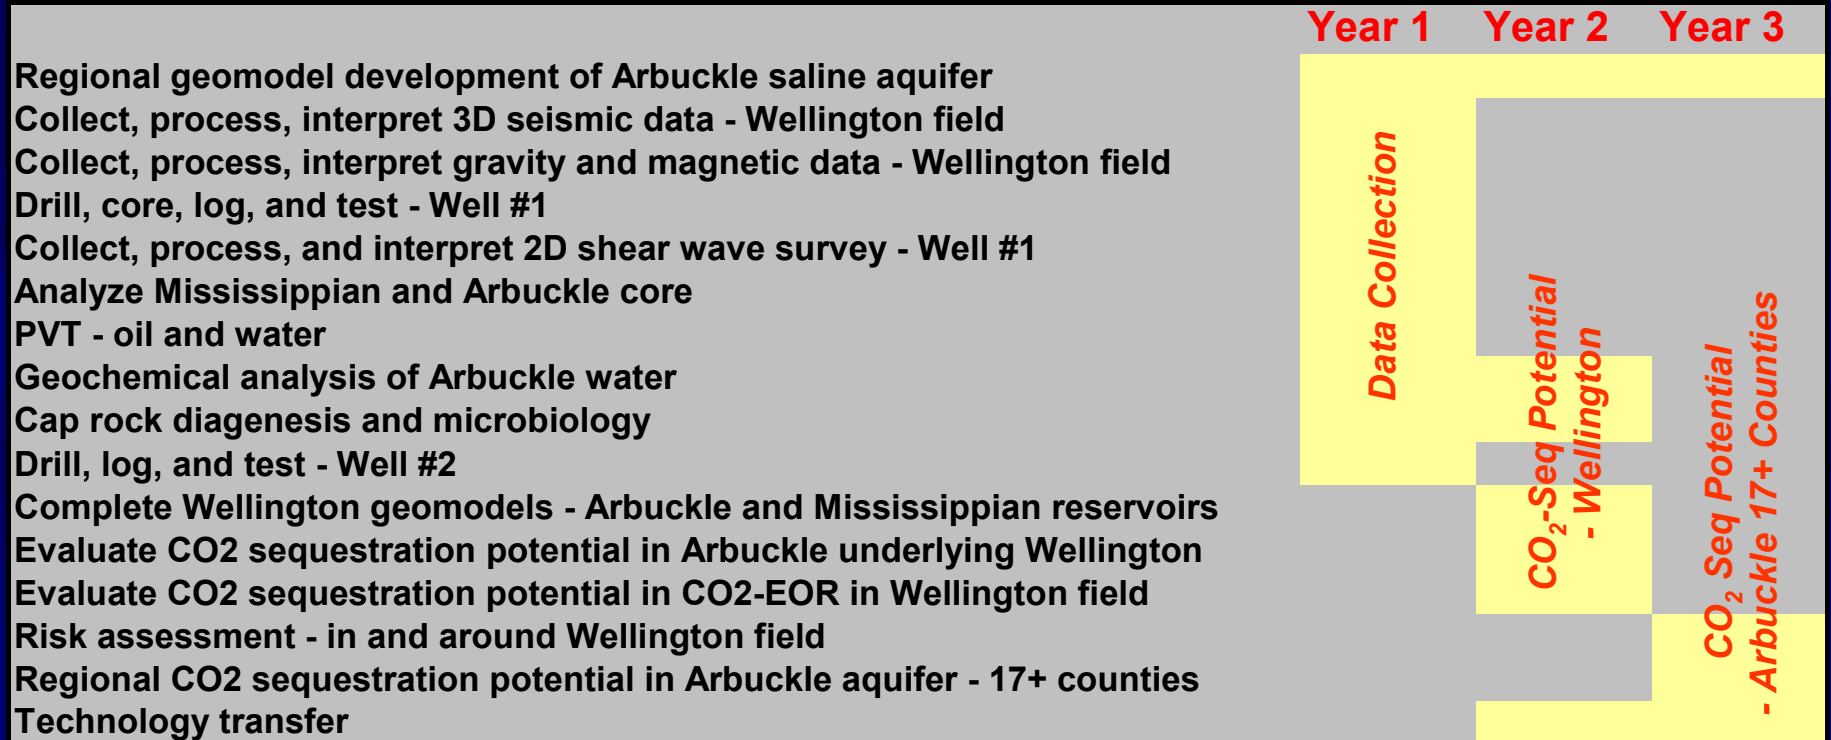 Year 1 Year 2 Year 3
Regional geomodel development of Arbuckle saline aquifer
Collect, process, interpret 3D seismic data - Wellington field
Collect, process, interpret gravity and magnetic data - Wellington field
Drill, core, log, and test - Well #1
Collect, process, and interpret 2D shear wave survey - Well #1
Analyze Mississippian and Arbuckle core
PVT - oil and water
Geochemical analysis of Arbuckle water
Cap rock diagenesis and microbiology
Drill, log, and test - Well #2
Complete Wellington geomodels - Arbuckle and Mississippian reservoirs
Evaluate CO2 sequestration potential in Arbuckle underlying Wellington
Evaluate CO2 sequestration potential in CO2-EOR in Wellington field
Risk assessment - in and around Wellington field
Regional CO2 sequestration potential in Arbuckle aquifer - 17+ counties
Technology transfer
Data Collection
CO₂-Seq Potential
- Wellington
CO₂ Seq Potential
- Arbuckle 17+ Counties